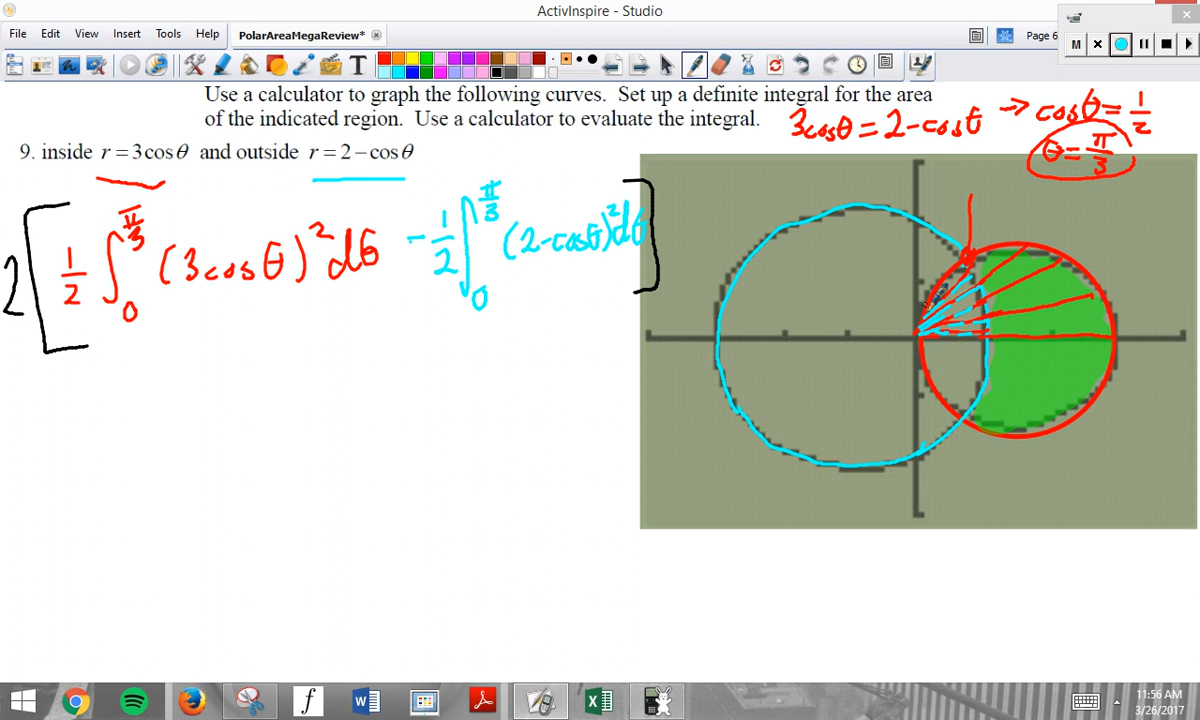 ActivInspire - Studio
File Edit View Insert Tools Help PolarAreaMegaReview* Page 6
M
T
Use a calculator to graph the following curves. Set up a definite integral for the area
of the indicated region. Use a calculator to evaluate the integral.
3cosθ = 2-cosθ → cosθ = 1/2
θ = π/3
9. inside r = 3cosθ and outside r = 2 − cosθ
2[ 1/2 ∫_0^{π/3} (3cosθ)² dθ - 1/2 ∫_0^{π/3} (2-cosθ)² dθ ]
11:56 AM
3/26/2017